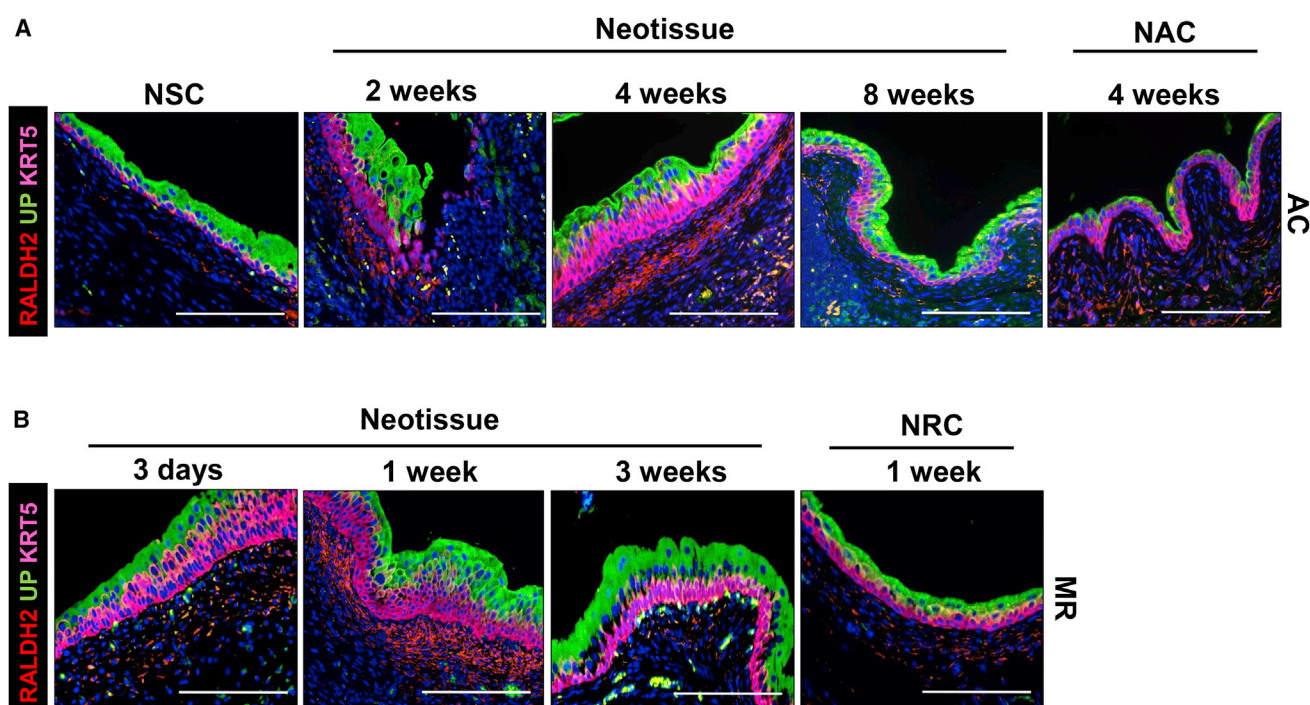 A
Neotissue
NAC
NSC
2 weeks
4 weeks
8 weeks
4 weeks
RALDH2 UP KRT5
AC
B
Neotissue
NRC
3 days
1 week
3 weeks
1 week
RALDH2 UP KRT5
MR